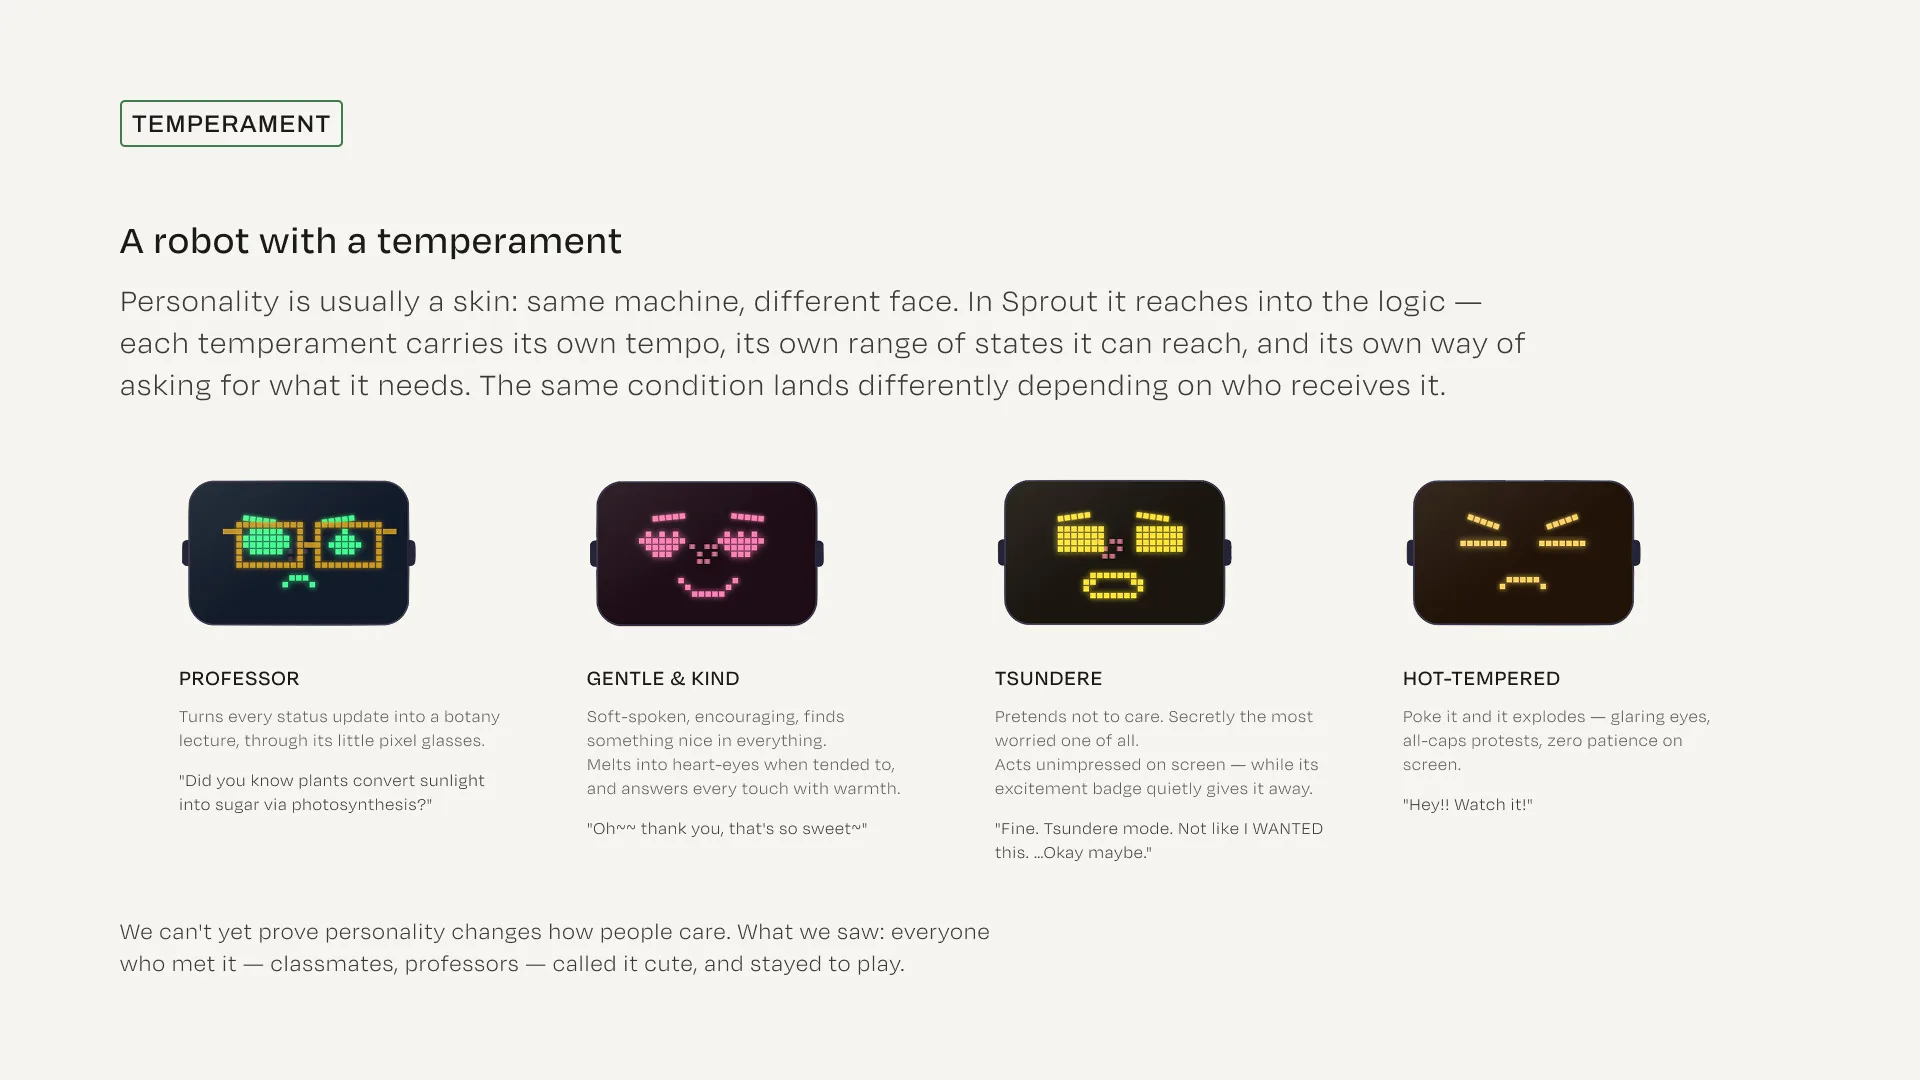 TEMPERAMENT
A robot with a temperament
Personality is usually a skin: same machine, different face. In Sprout it reaches into the logic —
each temperament carries its own tempo, its own range of states it can reach, and its own way of
asking for what it needs. The same condition lands differently depending on who receives it.
PROFESSOR
Turns every status update into a botany
lecture, through its little pixel glasses.
"Did you know plants convert sunlight
into sugar via photosynthesis?"
GENTLE & KIND
Soft-spoken, encouraging, finds
something nice in everything.
Melts into heart-eyes when tended to,
and answers every touch with warmth.
"Oh~~ thank you, that's so sweet~"
TSUNDERE
Pretends not to care. Secretly the most
worried one of all.
Acts unimpressed on screen — while its
excitement badge quietly gives it away.
"Fine. Tsundere mode. Not like I WANTED
this. ...Okay maybe."
HOT-TEMPERED
Poke it and it explodes — glaring eyes,
all-caps protests, zero patience on
screen.
"Hey!! Watch it!"
We can't yet prove personality changes how people care. What we saw: everyone
who met it — classmates, professors — called it cute, and stayed to play.